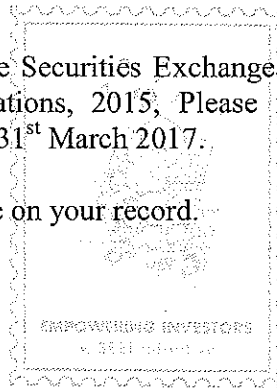 e Securities Exchange
ations, 2015, Please
31st March 2017.
e on your record.
EMPOWERING INVESTORS